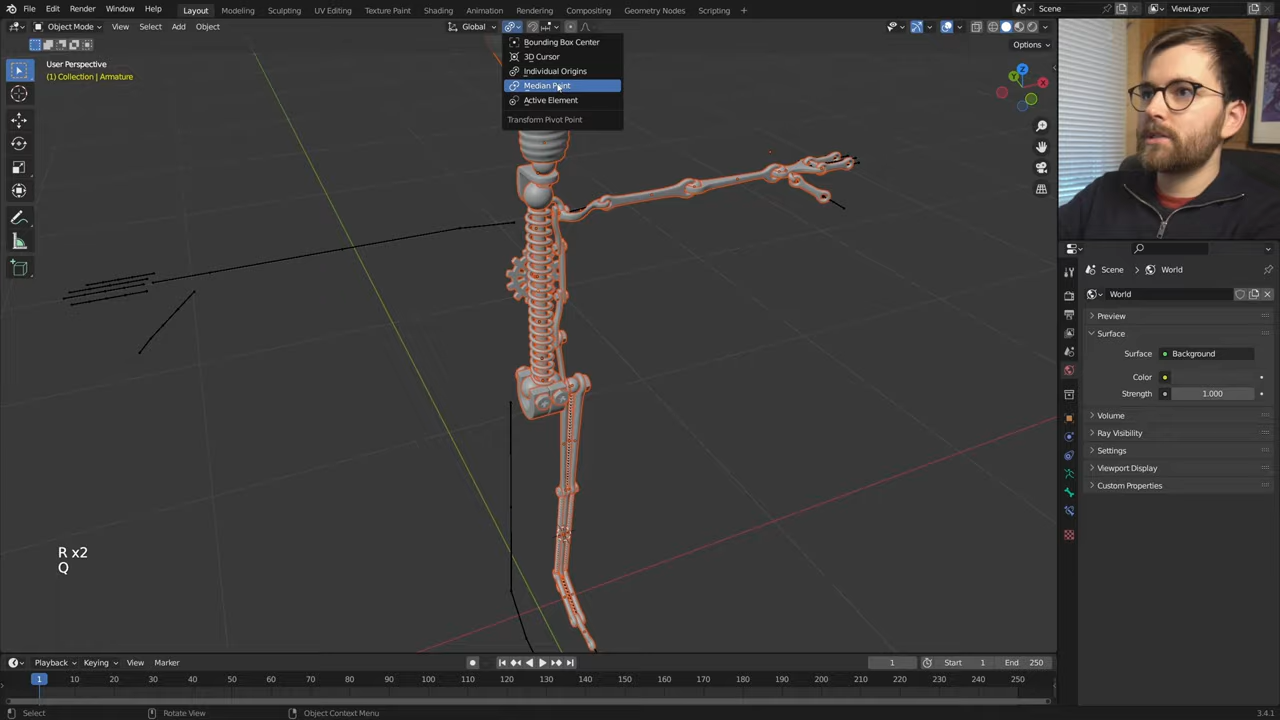 File Edit Render Window Help
Layout Modeling Sculpting UV Editing Texture Paint Shading Animation Rendering Compositing Geometry Nodes Scripting
Scene
ViewLayer
Object Mode View Select Add Object
Global
Options
Bounding Box Center
3D Cursor
Individual Origins
Median Point
Active Element
Transform Pivot Point
User Perspective
(1) Collection | Armature
X
Y
Z
Scene World
World
Preview
Surface
Surface Background
Color
Strength 1.000
Volume
Ray Visibility
Settings
Viewport Display
Custom Properties
R x2
Q
Playback Keying View Marker
1 Start 1 End 250
1 10 20 30 40 50 60 70 80 90 100 110 120 130 140 150 160 170 180 190 200 210 220 230 240 250
Select Rotate View Object Context Menu 3.4.1